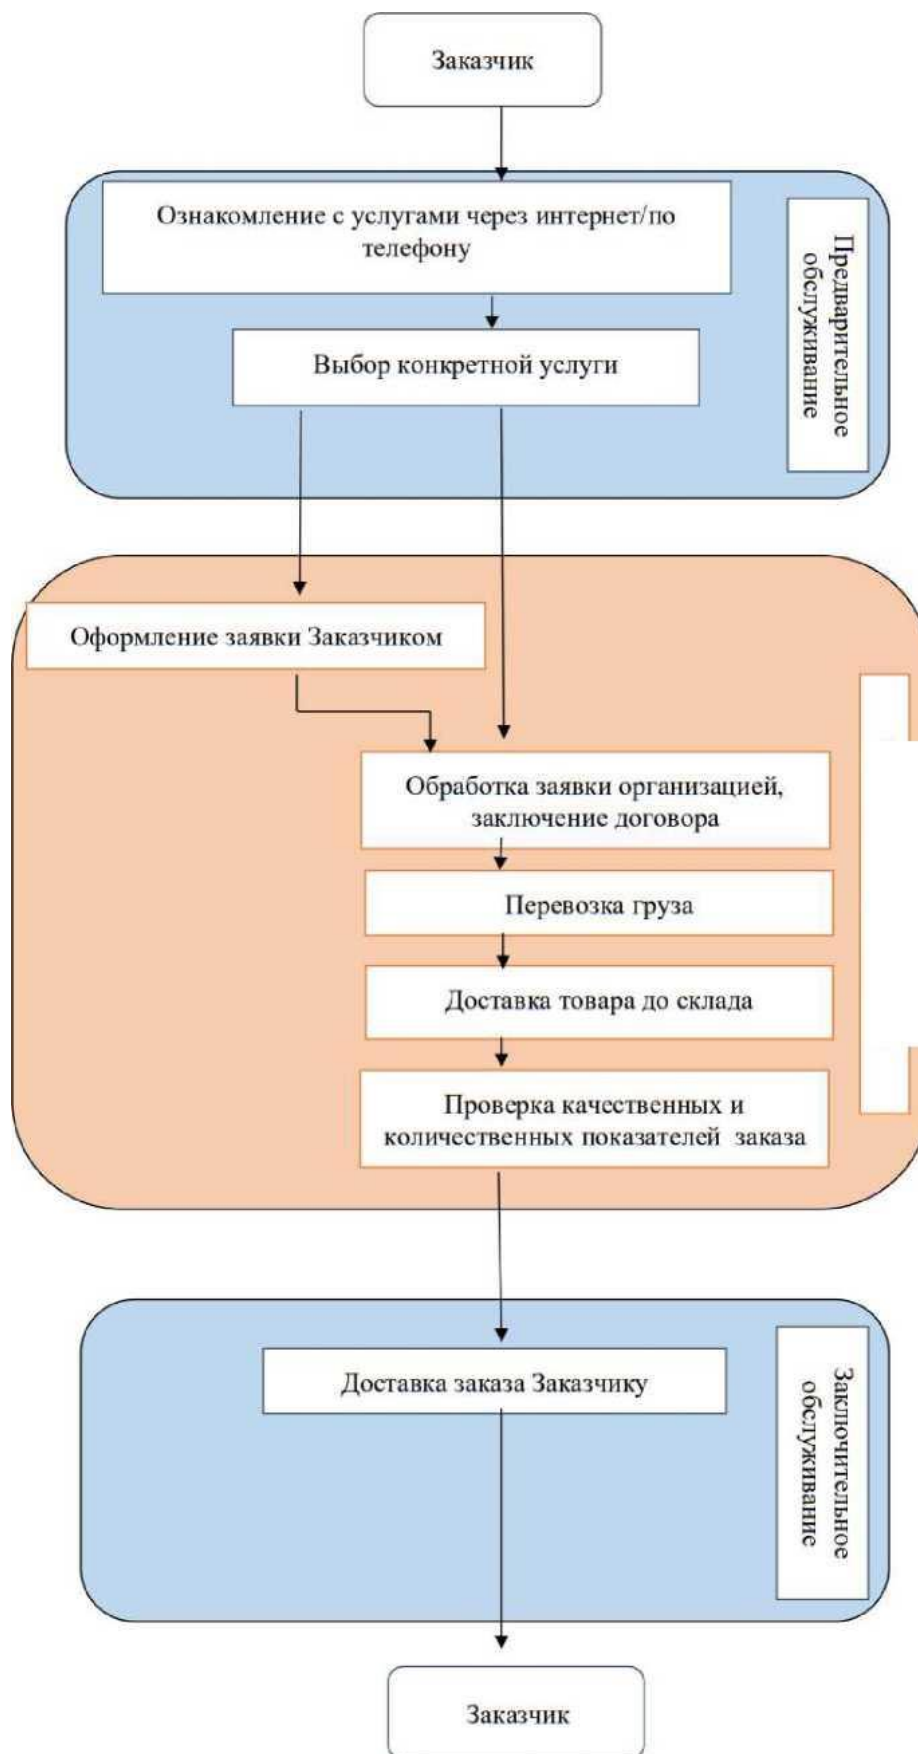 Заказчик
Ознакомление с услугами через интернет/по
телефону
Предварительное
обслуживание
Выбор конкретной услуги
Оформление заявки Заказчиком
Обработка заявки организацией,
заключение договора
Перевозка груза
Доставка товара до склада
Проверка качественных и
количественных показателей заказа
Доставка заказа Заказчику
Заключительное
обслуживание
Заказчик